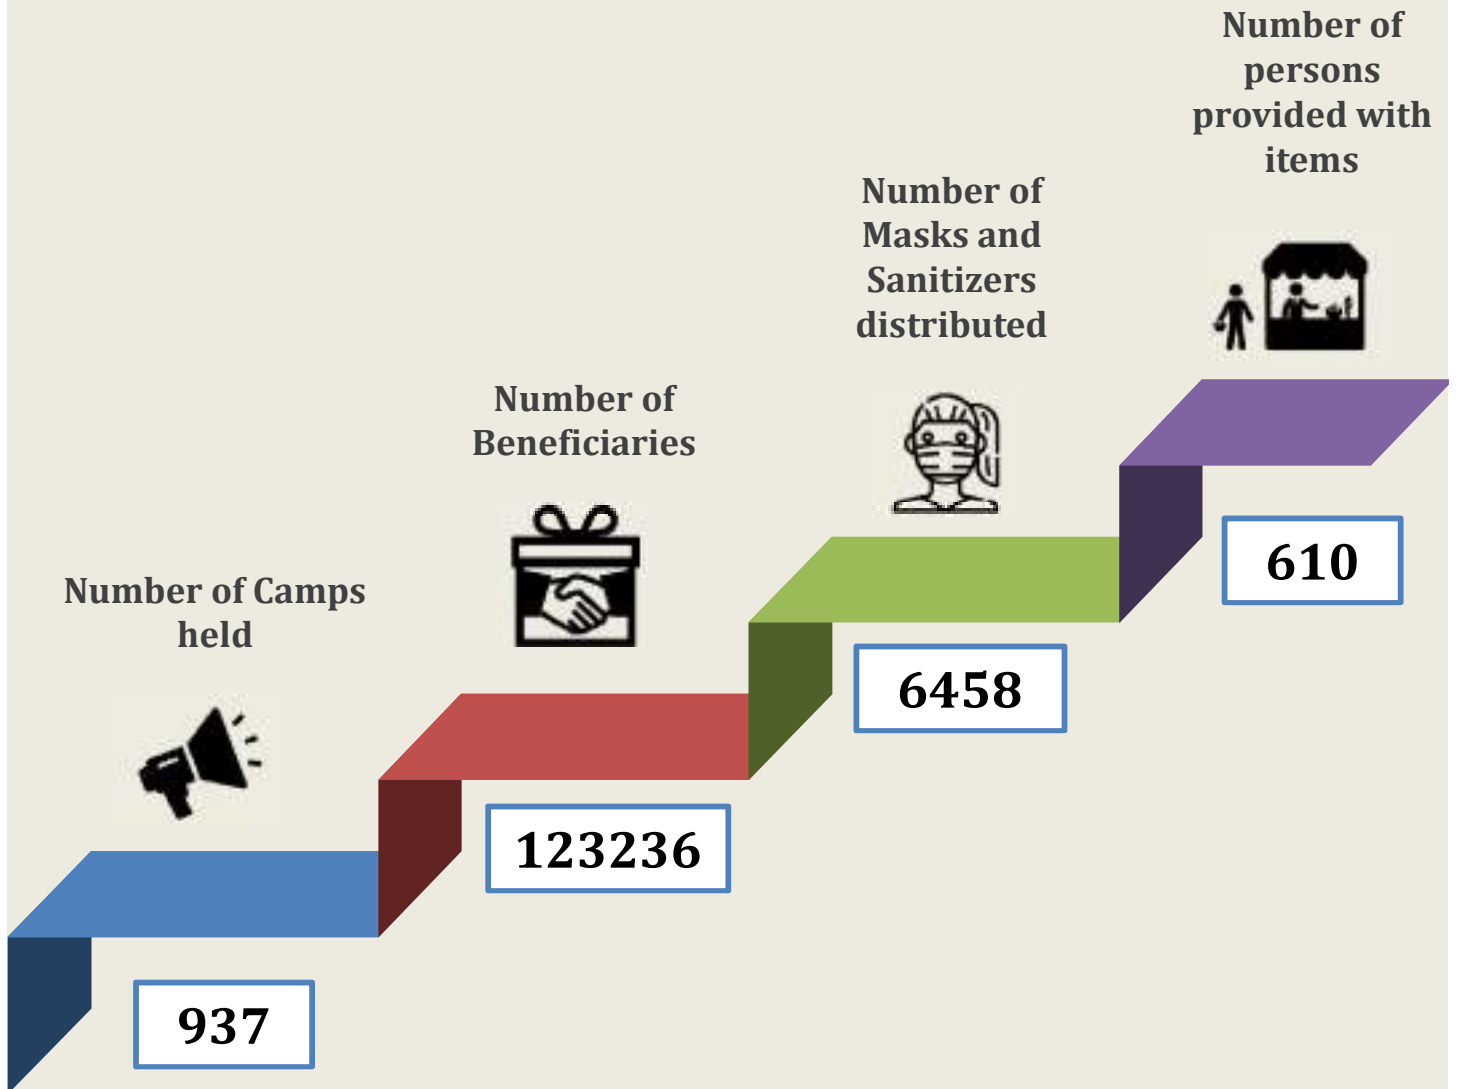 Number of Camps
held
937
Number of
Beneficiaries
123236
Number of
Masks and
Sanitizers
distributed
6458
Number of
persons
provided with
items
610